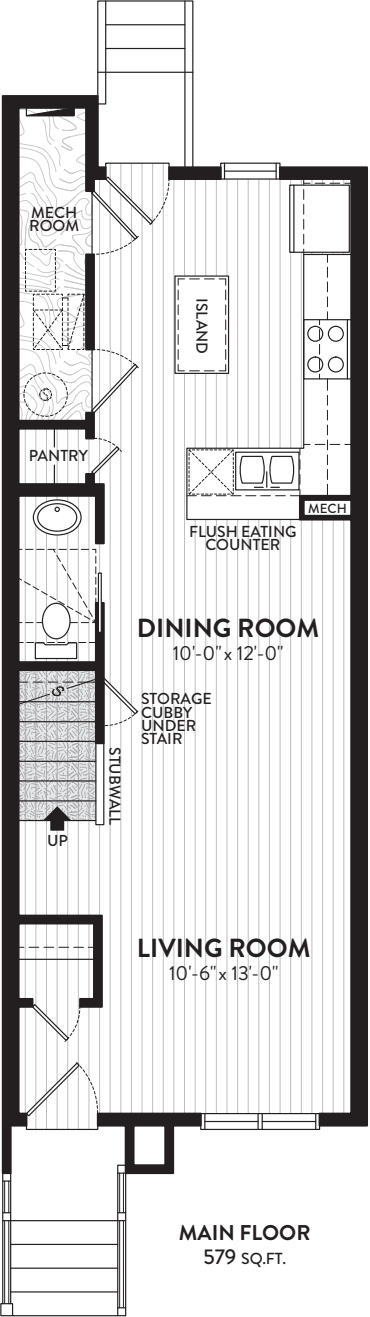 MECH
ROOM
ISLAND
S
PANTRY
MECH
FLUSH EATING
COUNTER
DINING ROOM
10'-0" x 12'-0"
S
STORAGE
CUBBY
UNDER
STAIR
STUBWALL
UP
LIVING ROOM
10'-6" x 13'-0"
MAIN FLOOR
579 SQ.FT.